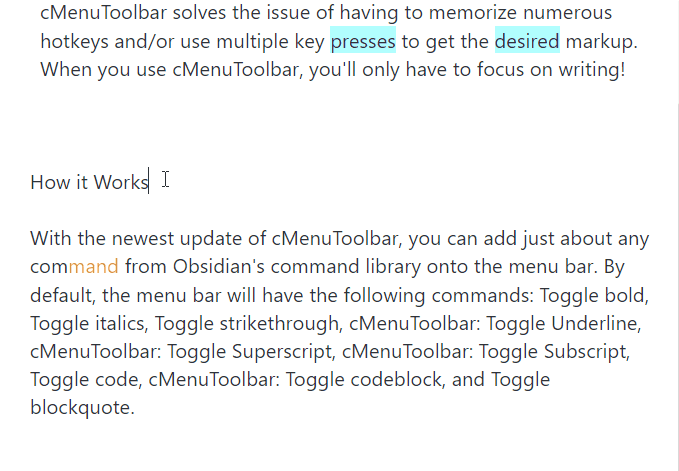 cMenuToolbar solves the issue of having to memorize numerous
hotkeys and/or use multiple key presses to get the desired markup.
When you use cMenuToolbar, you'll only have to focus on writing!
How it Works
With the newest update of cMenuToolbar, you can add just about any
command from Obsidian's command library onto the menu bar. By
default, the menu bar will have the following commands: Toggle bold,
Toggle italics, Toggle strikethrough, cMenuToolbar: Toggle Underline,
cMenuToolbar: Toggle Superscript, cMenuToolbar: Toggle Subscript,
Toggle code, cMenuToolbar: Toggle codeblock, and Toggle
blockquote.